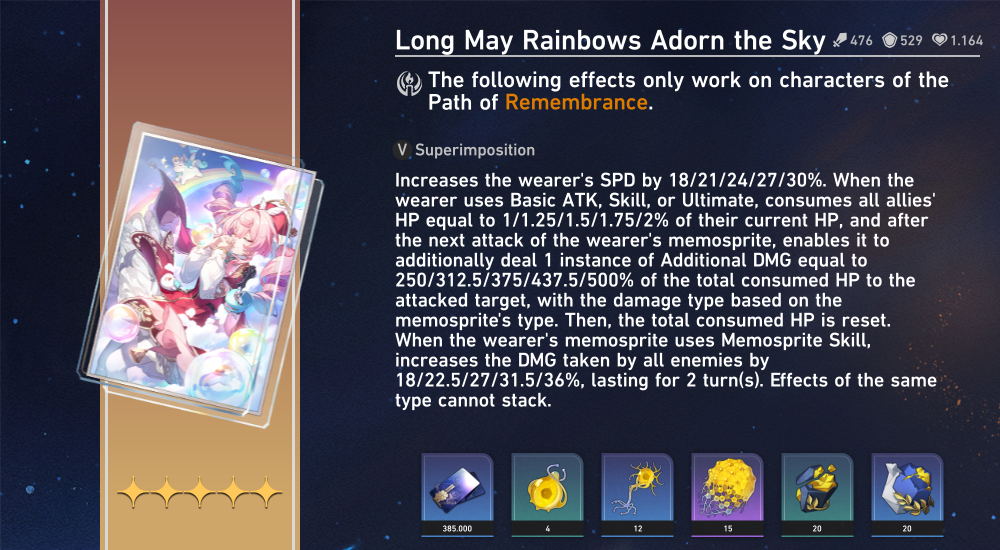 Long May Rainbows Adorn the Sky 476 529 1.164
The following effects only work on characters of the
Path of Remembrance.
V Superimposition
Increases the wearer's SPD by 18/21/24/27/30%. When the
wearer uses Basic ATK, Skill, or Ultimate, consumes all allies'
HP equal to 1/1.25/1.5/1.75/2% of their current HP, and after
the next attack of the wearer's memosprite, enables it to
additionally deal 1 instance of Additional DMG equal to
250/312.5/375/437.5/500% of the total consumed HP to the
attacked target, with the damage type based on the
memosprite's type. Then, the total consumed HP is reset.
When the wearer's memosprite uses Memosprite Skill,
increases the DMG taken by all enemies by
18/22.5/27/31.5/36%, lasting for 2 turn(s). Effects of the same
type cannot stack.
385.000 4 12 15 20 20